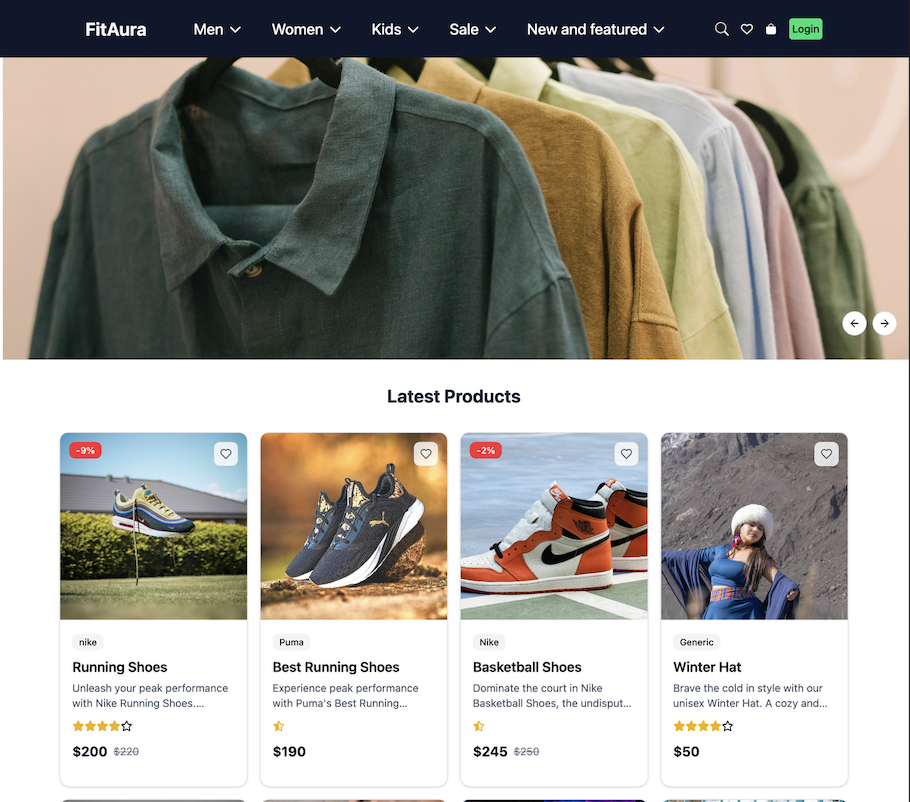 FitAura Men Women Kids Sale New and featured Login
Latest Products
-9%
-2%
nike
Puma
Nike
Generic
Running Shoes
Best Running Shoes
Basketball Shoes
Winter Hat
Unleash your peak performance
with Nike Running Shoes....
Experience peak performance
with Puma's Best Running...
Dominate the court in Nike
Basketball Shoes, the undisput...
Brave the cold in style with our
unisex Winter Hat. A cozy and...
$200 $220
$190
$245 $250
$50